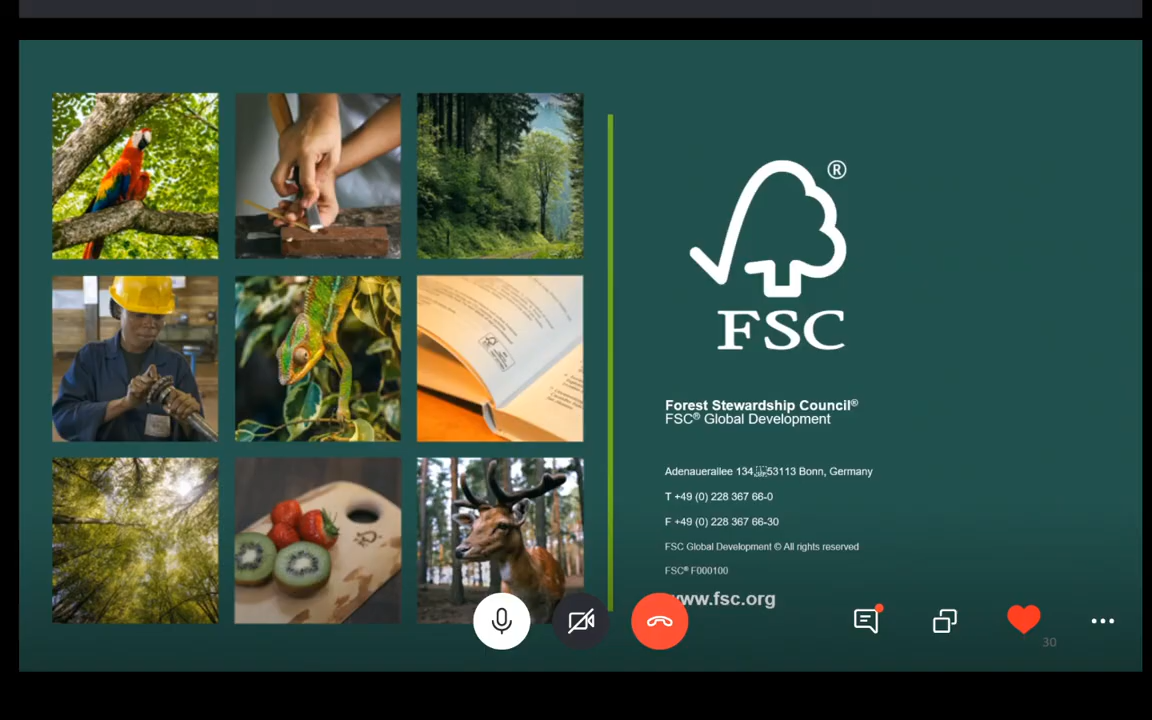 ®
FSC
Forest Stewardship Council®
FSC® Global Development
Adenauerallee 134, 53113 Bonn, Germany
T +49 (0) 228 367 66-0
F +49 (0) 228 367 66-30
FSC Global Development © All rights reserved
FSC® F000100
www.fsc.org
30